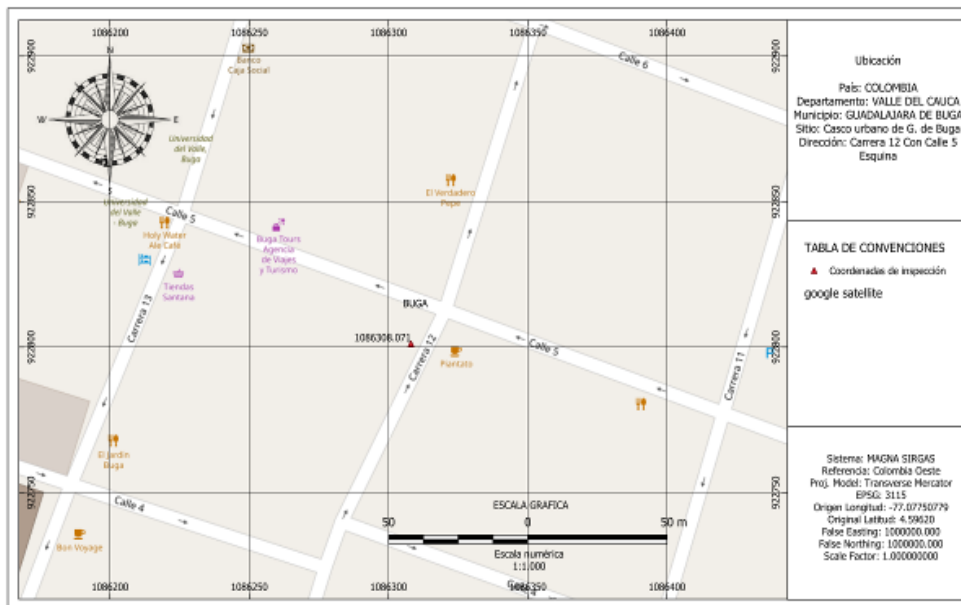 1086200
1086250
1086300
1086350
1086400
922900
922900
N
W
E
S
Banco
Caja Social
Calle 6
Universidad
del Valle,
Buga
922850
922850
Universidad
del Valle
- Buga
Calle 5
Holy Water
Ale Café
Buga Tours
Agencia
de Viajes
y Turismo
El Verdadero
Pepe
Tiendas
Santana
Carrera 13
BUGA
1086308.071
922800
922800
Carrera 12
Piantato
Calle 5
Carrera 11
P
El Jardin
Buga
922750
922750
Calle 4
Bon Voyage
ESCALA GRAFICA
50
0
50 m
Escala numérica
1:1.000
1086200
1086250
1086300
1086350
1086400
Ubicación
País: COLOMBIA
Departamento: VALLE DEL CAUCA
Municipio: GUADALAJARA DE BUGA
Sitio: Casco urbano de G. de Buga
Dirección: Carrera 12 Con Calle 5
Esquina
TABLA DE CONVENCIONES
Coordenadas de inspección
google satellite
Sistema: MAGNA SIRGAS
Referencia: Colombia Oeste
Proj. Model: Transverse Mercator
EPSG: 3115
Origen Longitud: -77.07750779
Original Latitud: 4.59620
False Easting: 1000000.000
False Northing: 1000000.000
Scale Factor: 1.000000000